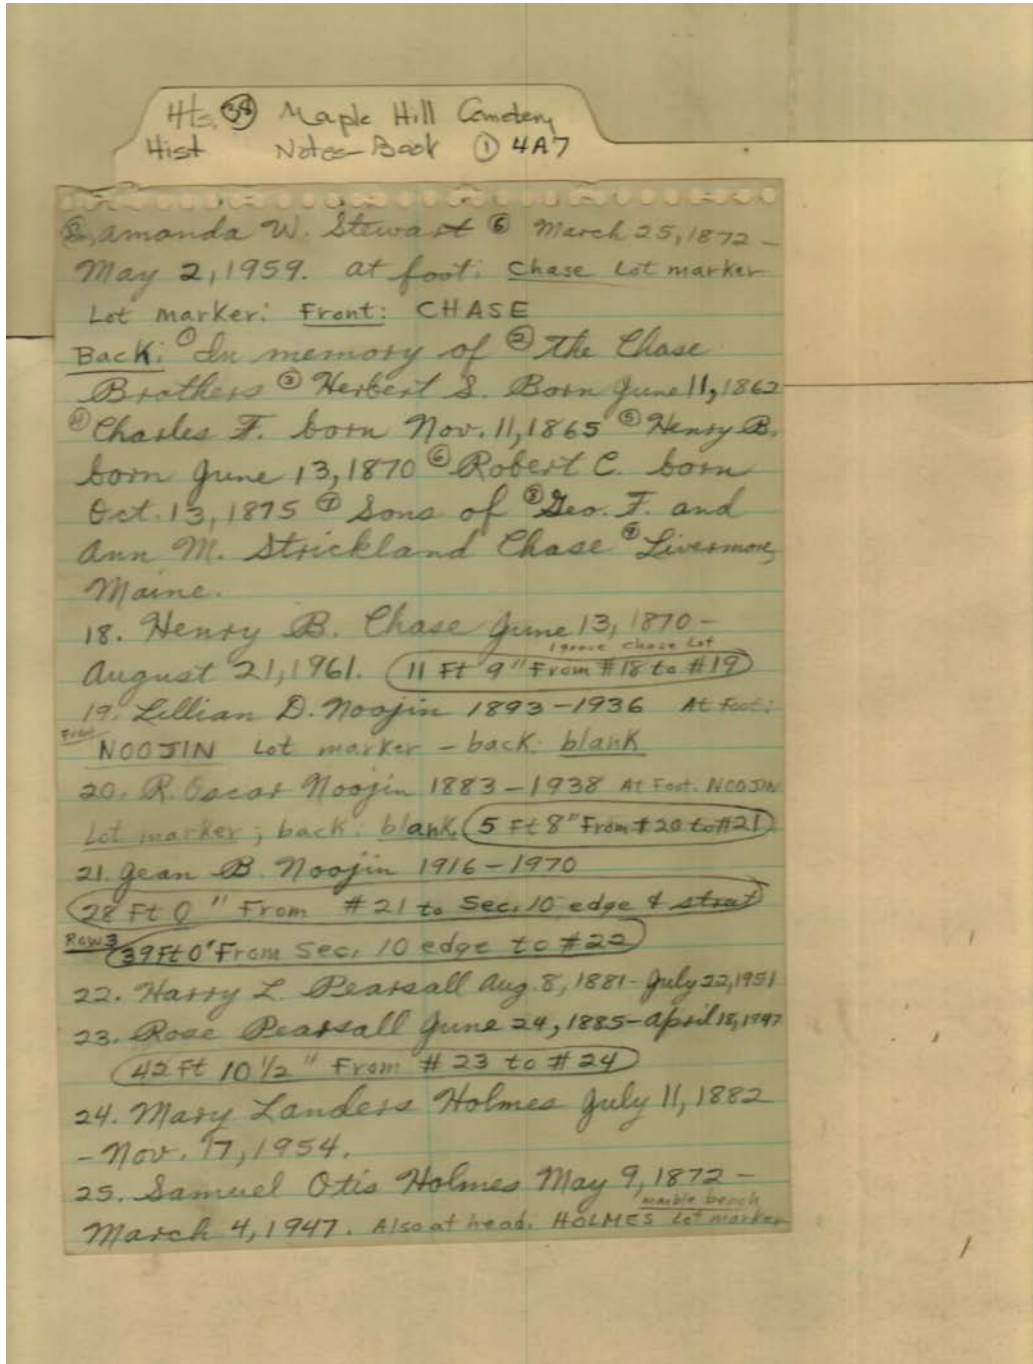 Hts. 38 Maple Hill Cemetery
Hist Notes-Book ① 4A7
⑤ Amanda W. Stewart ⑥ March 25, 1872 -
May 2, 1959. At foot: Chase Lot marker
Lot marker: Front: CHASE
Back: ① In memory of ② The Chase
Brothers ③ Herbert S. Born June 11, 1862
④ Charles F. born Nov. 11, 1865 ⑤ Henry B.
born June 13, 1870 ⑥ Robert C. born
Oct. 13, 1875 ⑦ Sons of ⑧ Geo. F. and
Ann M. Strickland Chase ⑨ Livermore,
Maine.
18. Henry B. Chase June 13, 1870 -
1 grave Chase Lot
August 21, 1961. 11 Ft 9" From #18 to #19
19. Lillian D. Noojin 1893-1936 At Foot:
Front
NOOJIN Lot marker - back: blank
20. R. Oscar Noojin 1883-1938 At Foot: NOOJIN
Lot marker; back: blank 5 Ft 8" From #20 to #21
21. Jean B. Noojin 1916-1970
28 Ft 0" From #21 to Sec. 10 edge & street
Row 3 39 Ft 0" From Sec. 10 edge to #22
22. Harry L. Pearsall Aug. 8, 1881 - July 22, 1951
23. Rose Pearsall June 24, 1885 - April 18, 1947
42 Ft 10 1/2" From #23 to #24
24. Mary Landers Holmes July 11, 1882
- Nov. 17, 1954.
25. Samuel Otis Holmes May 9, 1872 -
marble bench
March 4, 1947. Also at head. HOLMES Lot marker